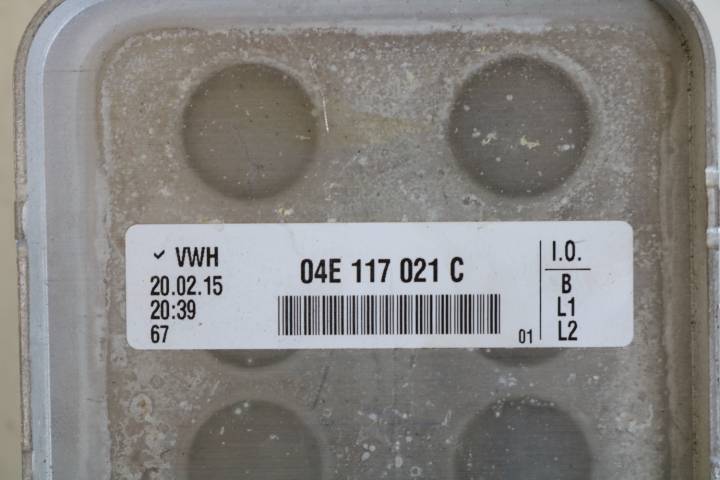 ✓ VWH
20.02.15
20:39
67
04E 117 021 C
01
I.O.
B
L1
L2